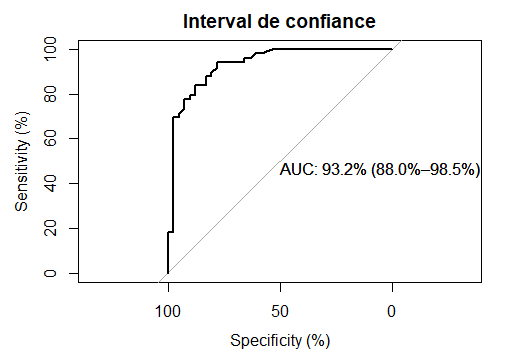 Interval de confiance
100
80
60
40
20
0
Sensitivity (%)
AUC: 93.2% (88.0%–98.5%)
100 50 0
Specificity (%)